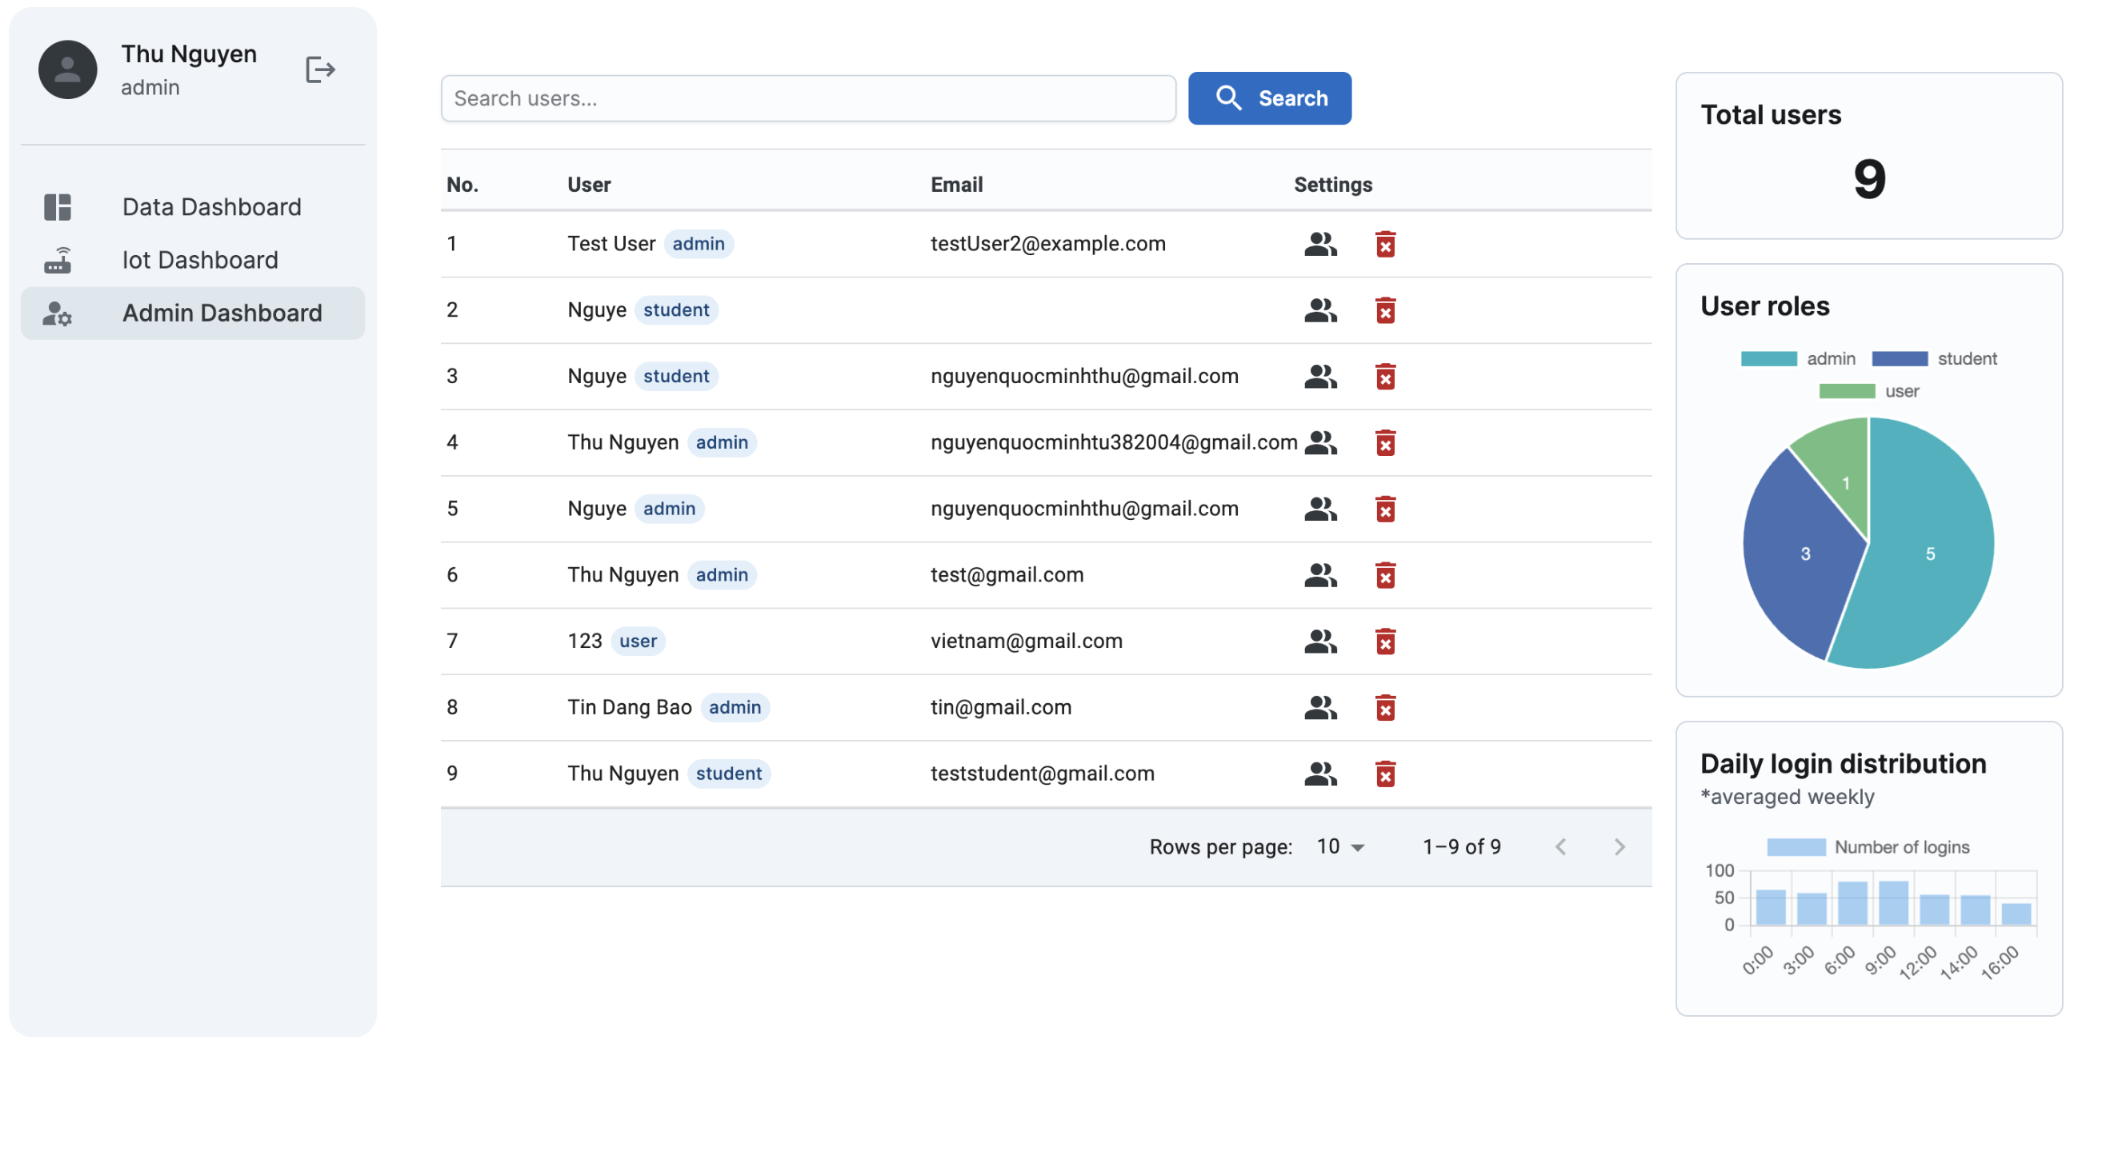 Thu Nguyen
admin
Data Dashboard
Iot Dashboard
Admin Dashboard
Search users...
Search
No. User Email Settings
1 Test User admin testUser2@example.com
2 Nguye student
3 Nguye student nguyenquocminhthu@gmail.com
4 Thu Nguyen admin nguyenquocminhtu382004@gmail.com
5 Nguye admin nguyenquocminhthu@gmail.com
6 Thu Nguyen admin test@gmail.com
7 123 user vietnam@gmail.com
8 Tin Dang Bao admin tin@gmail.com
9 Thu Nguyen student teststudent@gmail.com
Rows per page: 10 1–9 of 9
Total users
9
User roles
admin student
user
1
3 5
Daily login distribution
*averaged weekly
Number of logins
100
50
0
0:00 3:00 6:00 9:00 12:00 14:00 16:00